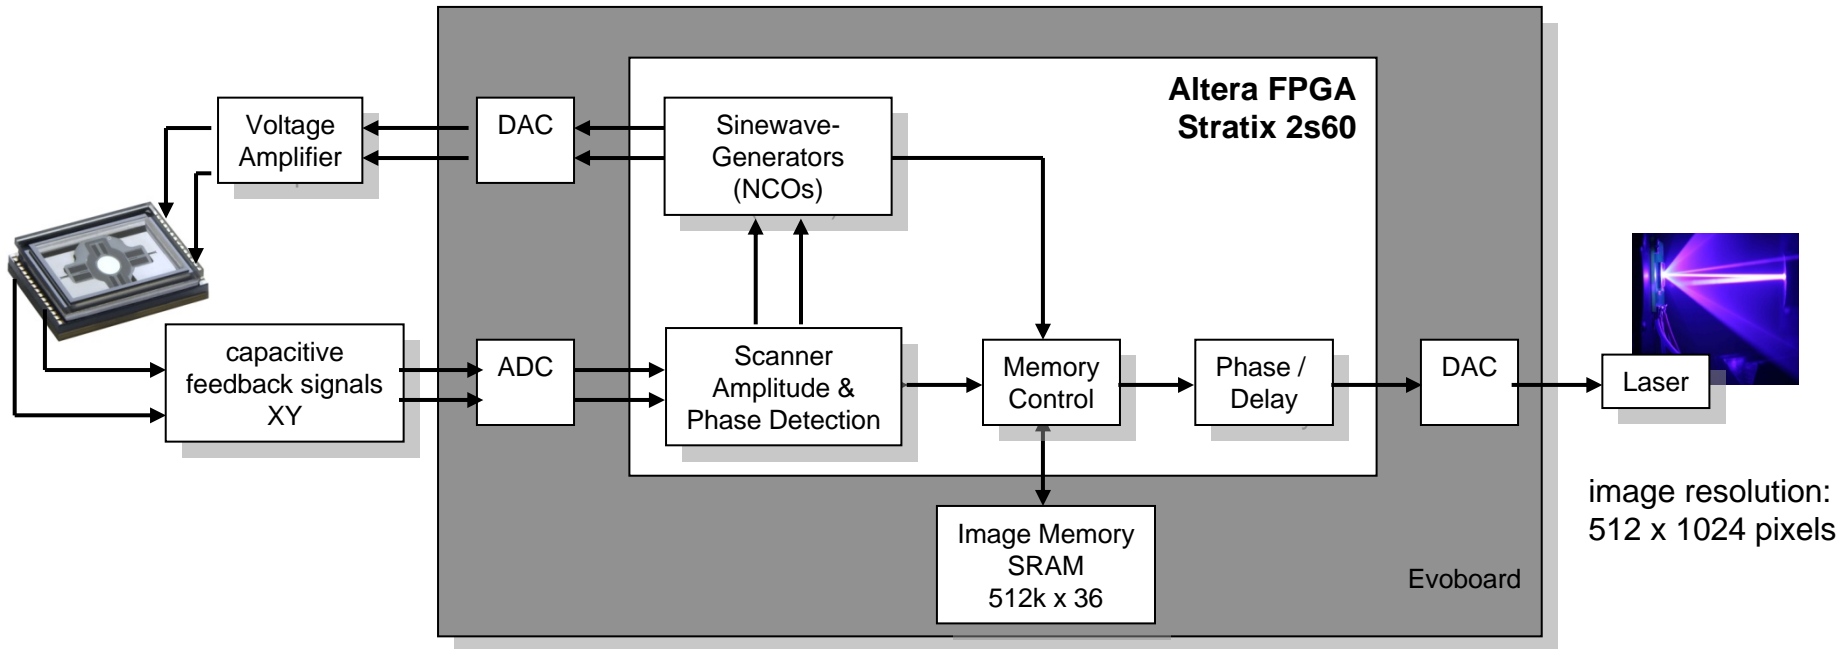 Altera FPGA
Stratix 2s60
Voltage
Amplifier
DAC
Sinewave-
Generators
(NCOs)
capacitive
feedback signals
XY
ADC
Scanner
Amplitude &
Phase Detection
Memory
Control
Phase /
Delay
DAC
Laser
image resolution:
512 x 1024 pixels
Image Memory
SRAM
512k x 36
Evoboard